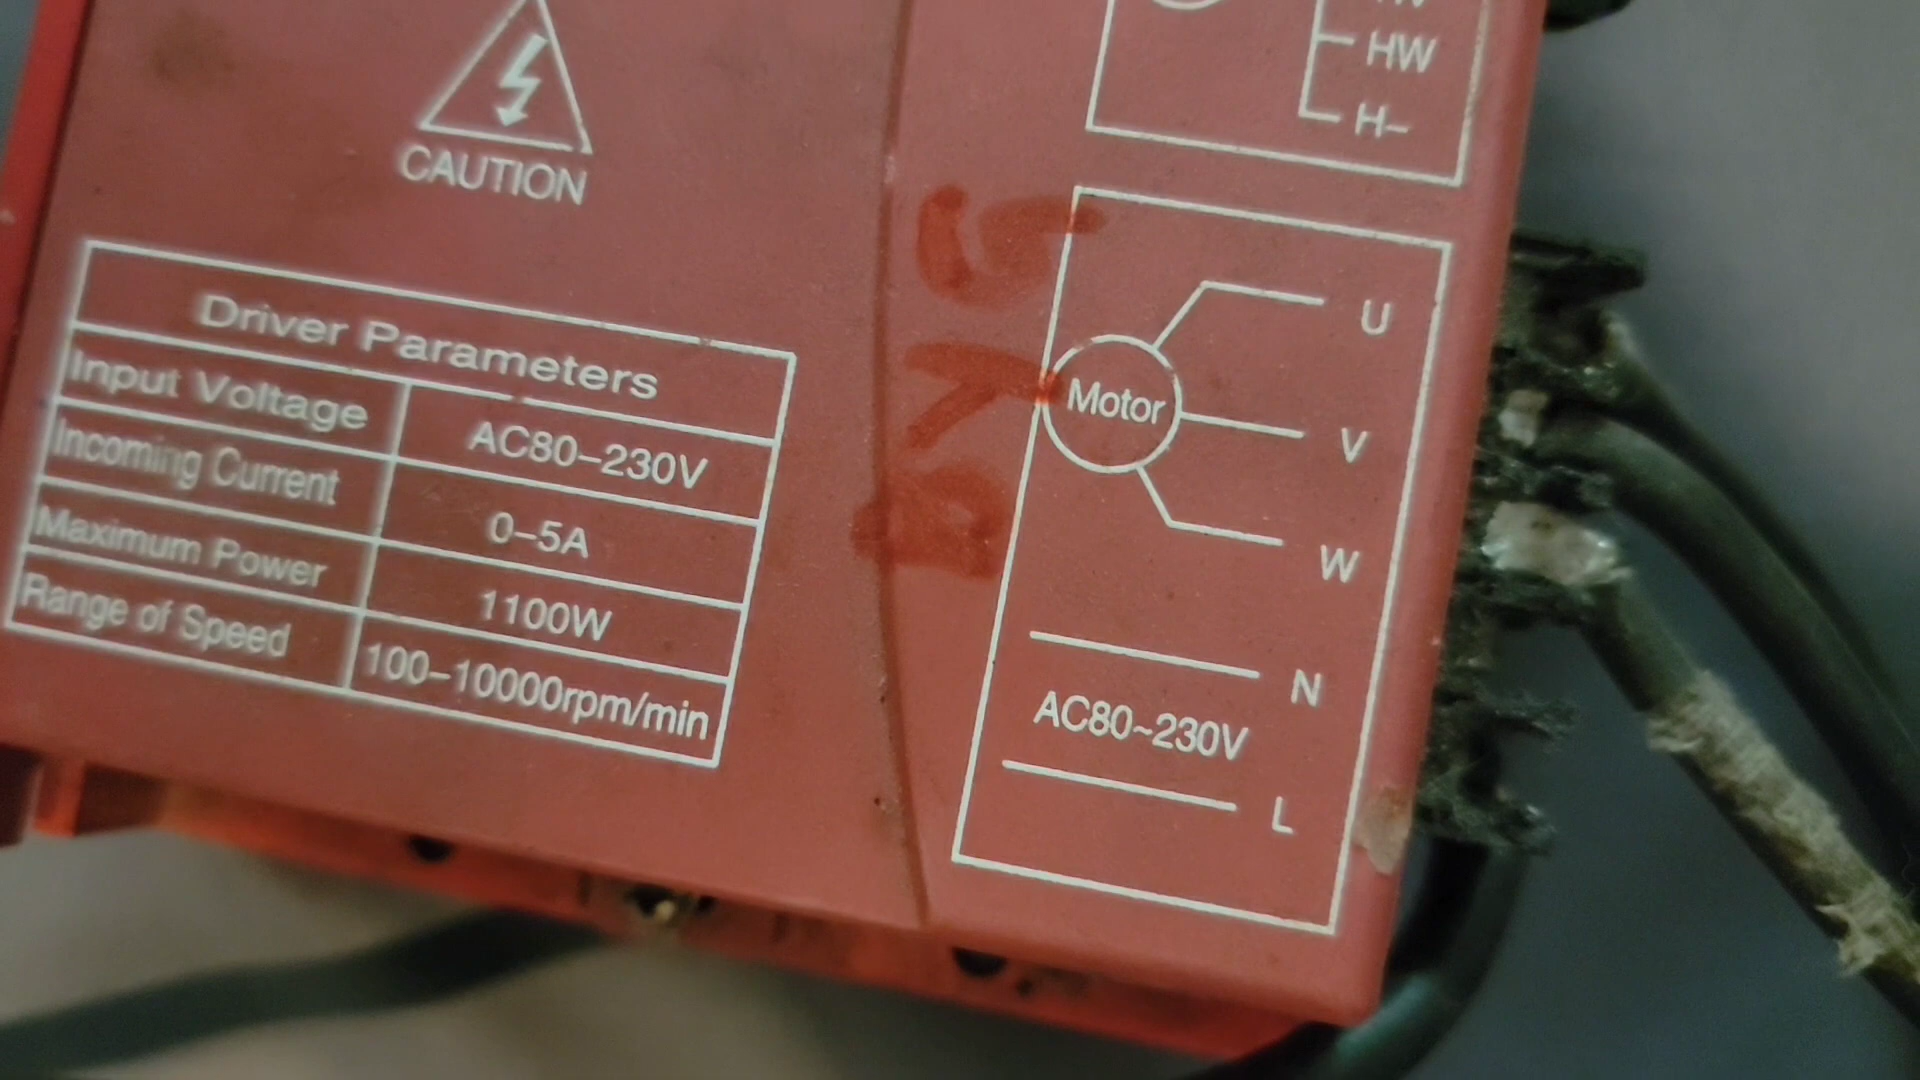 CAUTION
Driver Parameters
Input Voltage AC80-230V
Incoming Current 0-5A
Maximum Power 1100W
Range of Speed 100-10000rpm/min
HW
H-
Motor
U
V
W
N
AC80~230V
L